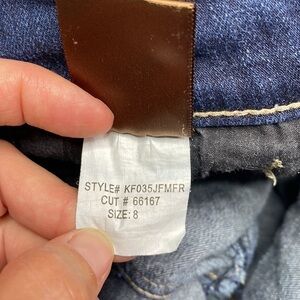 STYLE# KF035JFMFR
CUT # 66167
SIZE: 8